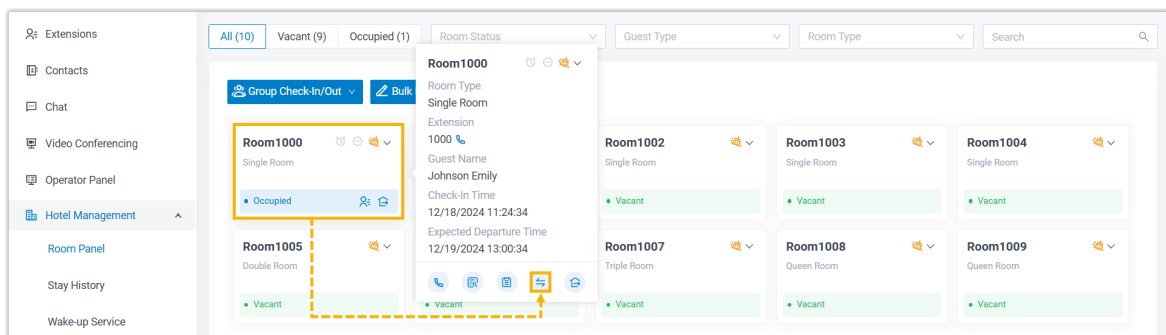 Extensions
Contacts
Chat
Video Conferencing
Operator Panel
Hotel Management
Room Panel
Stay History
Wake-up Service
All (10)
Vacant (9)
Occupied (1)
Room Status
Guest Type
Room Type
Search
Group Check-In/Out
Bulk
Room1000
Single Room
Occupied
Room1000
Room Type
Single Room
Extension
1000
Guest Name
Johnson Emily
Check-In Time
12/18/2024 11:24:34
Expected Departure Time
12/19/2024 13:00:34
Room1002
Single Room
Vacant
Room1003
Single Room
Vacant
Room1004
Single Room
Vacant
Room1005
Double Room
Vacant
Vacant
Room1007
Triple Room
Vacant
Room1008
Queen Room
Vacant
Room1009
Queen Room
Vacant